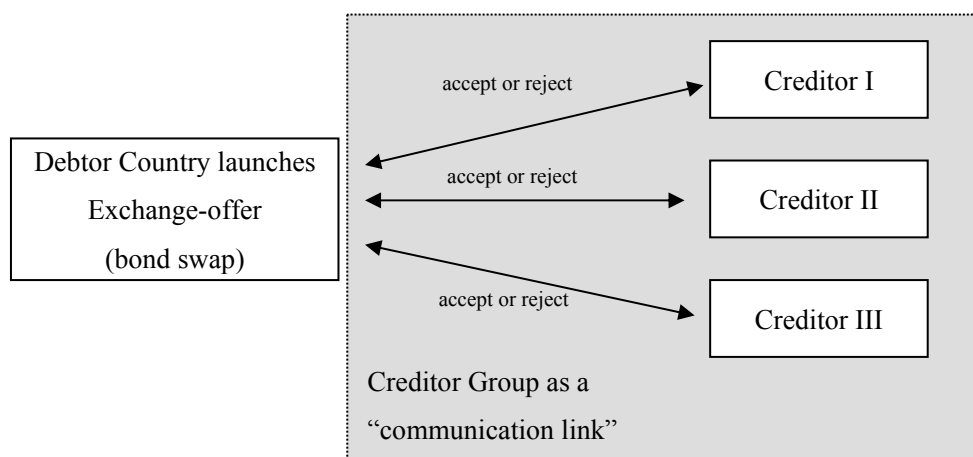 Debtor Country launches
Exchange-offer
(bond swap)
accept or reject
Creditor I
accept or reject
Creditor II
accept or reject
Creditor III
Creditor Group as a
“communication link”